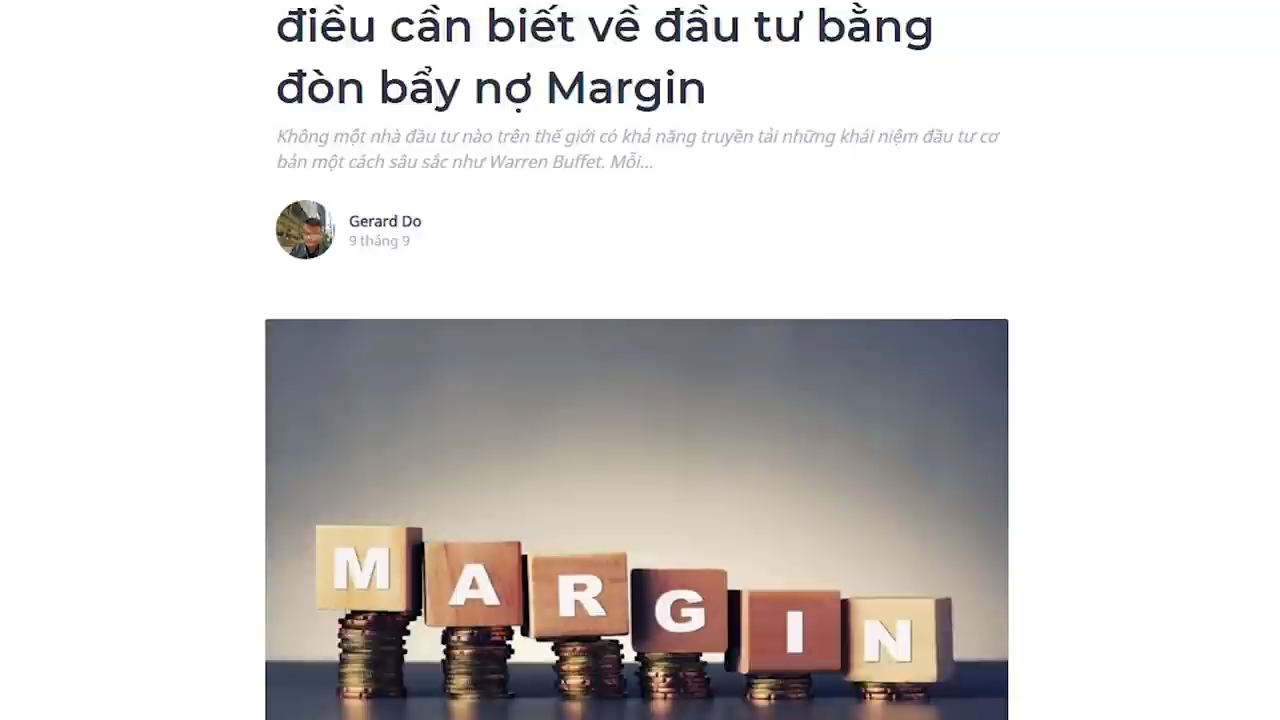 điều cần biết về đầu tư bằng
đòn bẩy nợ Margin
Không một nhà đầu tư nào trên thế giới có khả năng truyền tải những khái niệm đầu tư cơ
bản một cách sâu sắc như Warren Buffet. Mỗi...
Gerard Do
9 tháng 9
MARGIN